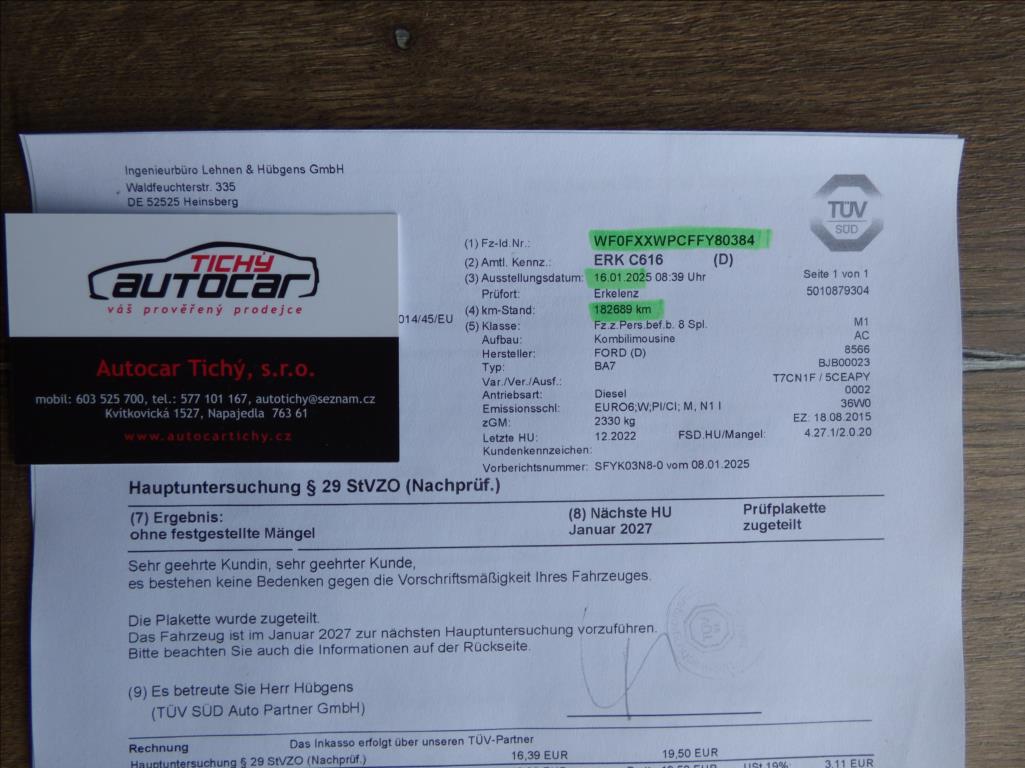 Ingenieurbüro Lehnen & Hübgens GmbH
Waldfeuchterstr. 335
DE 52525 Heinsberg
TÜV
SÜD
TICHÝ
AUTOCAR
váš prověřený prodejce
Autocar Tichý, s.r.o.
mobil: 603 525 700, tel.: 577 101 167, autotichy@seznam.cz
Kvítkovická 1527, Napajedla 763 61
www.autocartichy.cz
014/45/EU
(1) Fz-Id.Nr.: WF0FXXWPCFFY80384
(2) Amtl. Kennz.: ERK C616 (D)
(3) Ausstellungsdatum: 16.01.2025 08:39 Uhr Seite 1 von 1
Prüfort: Erkelenz 5010879304
(4) km-Stand: 182689 km
(5) Klasse: Fz.z.Pers.bef.b. 8 Spl. M1
Aufbau: Kombilimousine AC
Hersteller: FORD (D) 8566
Typ: BA7 BJB00023
Var./Ver./Ausf.: T7CN1F / 5CEAPY
Antriebsart: Diesel 0002
Emissionsschl: EURO6;W;PI/CI; M, N1 I 36W0
zGM: 2330 kg EZ: 18.08.2015
Letzte HU: 12.2022 FSD.HU/Mangel: 4.27.1/2.0.20
Kundenkennzeichen:
Vorberichtsnummer: SFYK03N8-0 vom 08.01.2025
Hauptuntersuchung § 29 StVZO (Nachprüf.)
(7) Ergebnis: (8) Nächste HU Prüfplakette
ohne festgestellte Mängel Januar 2027 zugeteilt
Sehr geehrte Kundin, sehr geehrter Kunde,
es bestehen keine Bedenken gegen die Vorschriftsmäßigkeit Ihres Fahrzeuges.
Die Plakette wurde zugeteilt.
Das Fahrzeug ist im Januar 2027 zur nächsten Hauptuntersuchung vorzuführen.
Bitte beachten Sie auch die Informationen auf der Rückseite.
(9) Es betreute Sie Herr Hübgens
(TÜV SÜD Auto Partner GmbH)
Rechnung Das Inkasso erfolgt über unseren TÜV-Partner
Hauptuntersuchung § 29 StVZO (Nachprüf.) 16,39 EUR 19,50 EUR
USt 19% 3,11 EUR